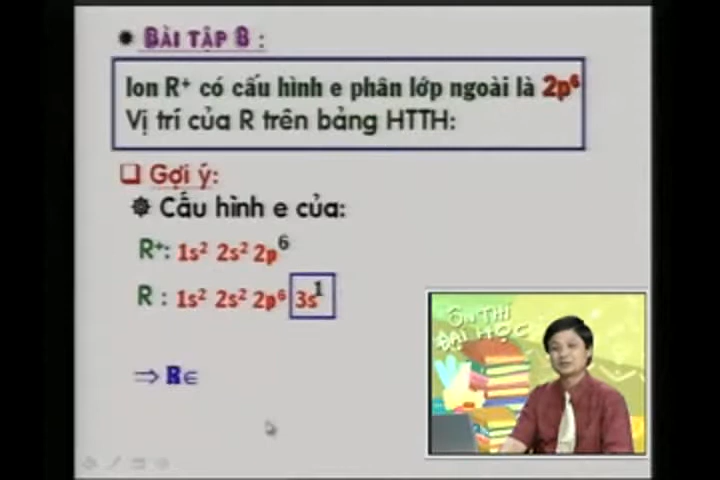 BÀI TẬP 8 :
Ion R⁺ có cấu hình e phân lớp ngoài là 2p⁶
Vị trí của R trên bảng HTTH:
Gợi ý:
Cấu hình e của:
R⁺: 1s² 2s² 2p⁶
R : 1s² 2s² 2p⁶ 3s¹
⇒ R∈
ÔN THI
ĐẠI HỌC